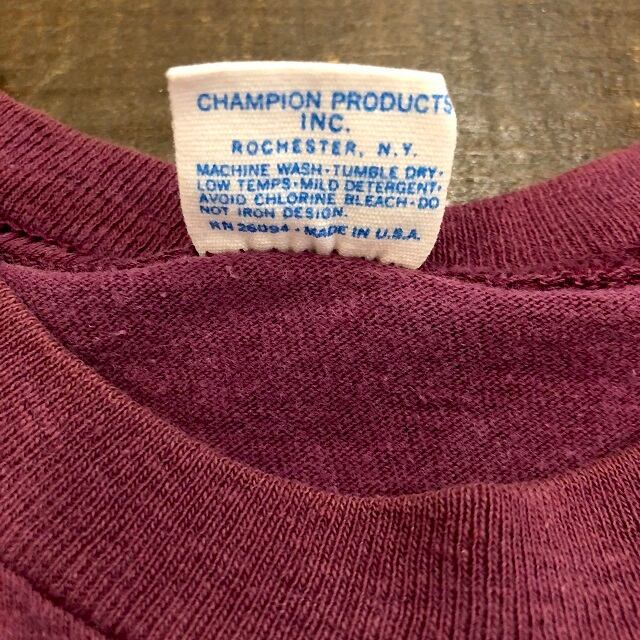 CHAMPION PRODUCTS
INC.
ROCHESTER, N.Y.
MACHINE WASH·TUMBLE DRY·
LOW TEMPS·MILD DETERGENT·
AVOID CHLORINE BLEACH·DO
NOT IRON DESIGN.
RN 26094 · MADE IN U.S.A.